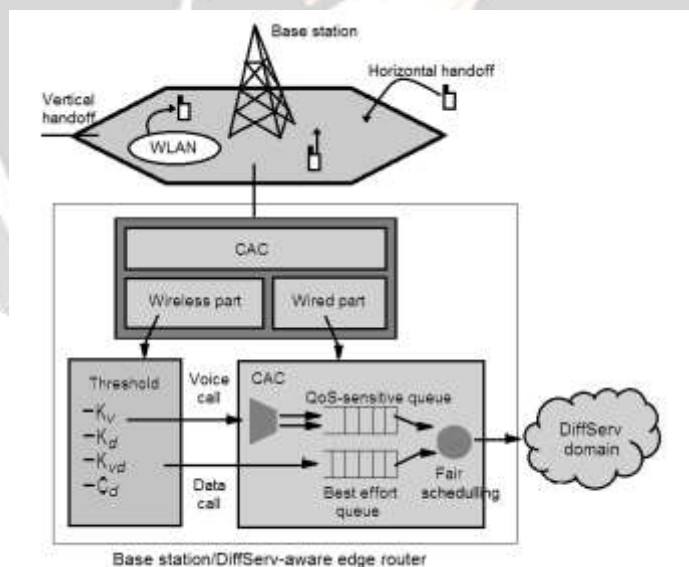 Base station
Horizontal handoff
Vertical
handoff
WLAN
CAC
Wireless part
Wired part
Threshold
–Kv
–Kd
–Kvd
–Cd
Voice
call
Data
call
CAC
QoS-sensitive queue
Best effort
queue
Fair
schedulling
DiffServ
domain
Base station/DiffServ-aware edge router